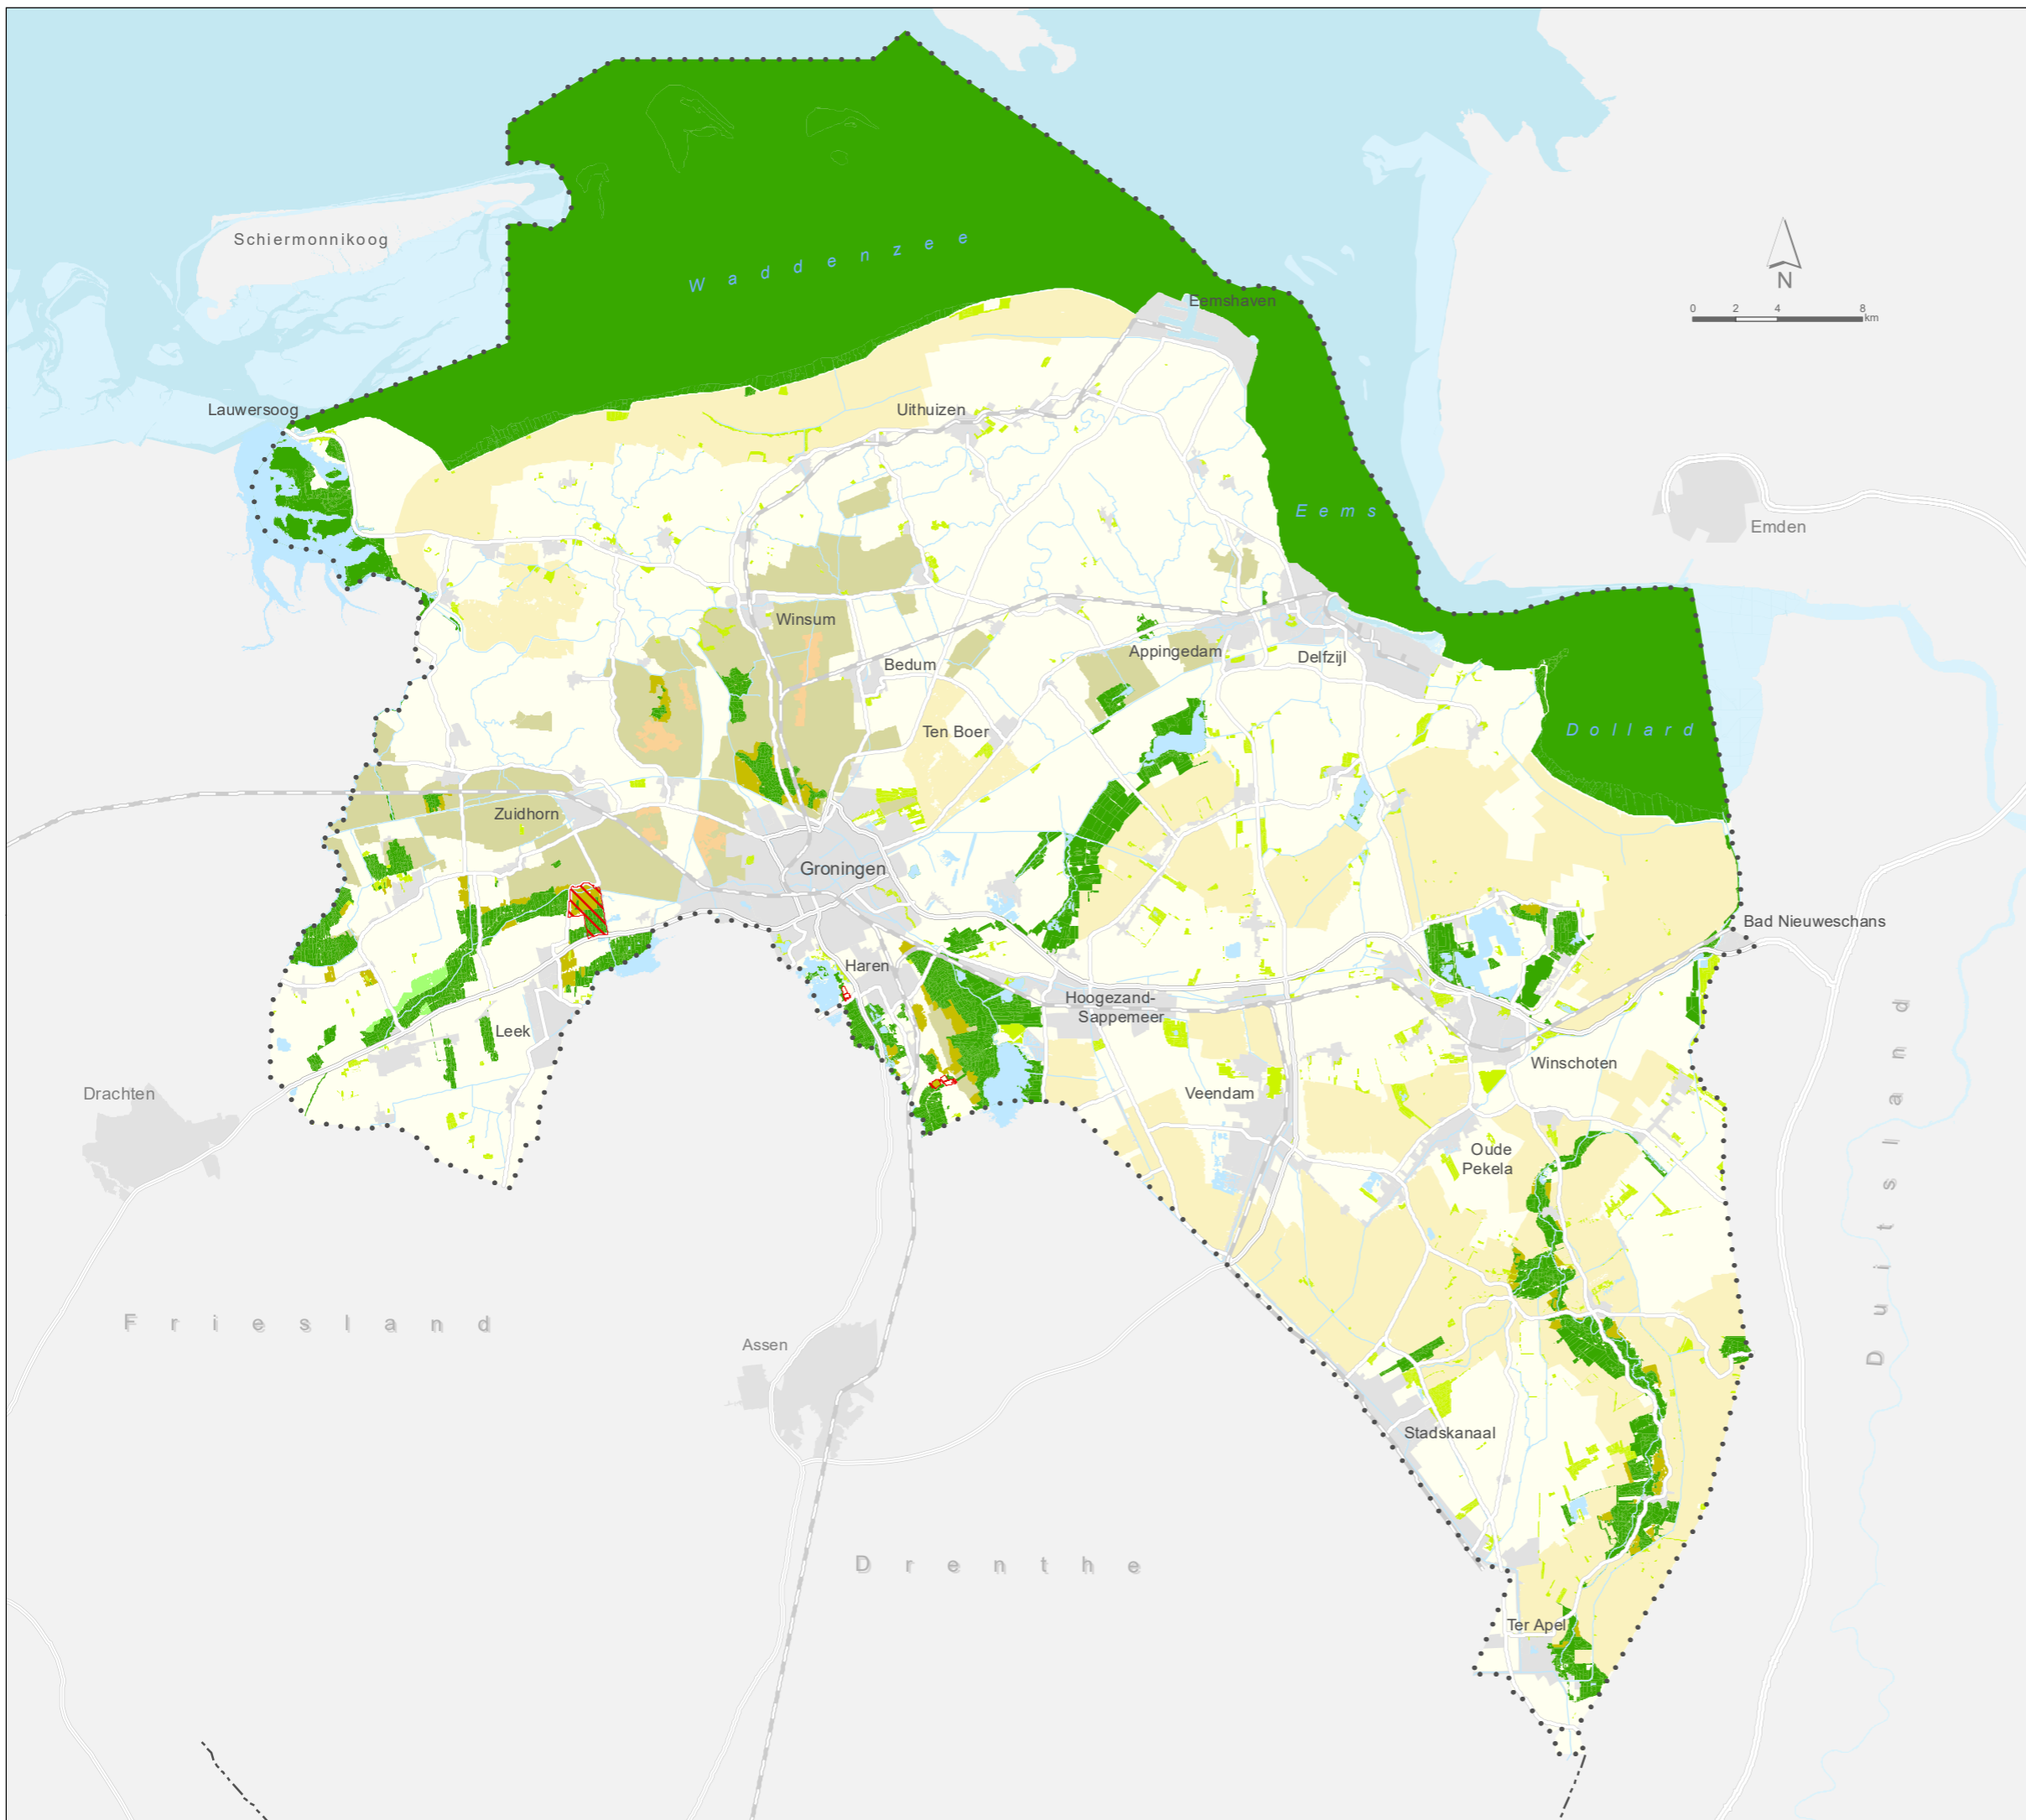 Schiermonnikoog
Waddenzee
Eemshaven
N
0 2 4 8
km
Lauwersoog
Uithuizen
Eems
Emden
Winsum
Bedum
Appingedam
Delfzijl
Ten Boer
Dollard
Zuidhorn
Groningen
Bad Nieuweschans
Haren
Hoogezand-
Sappemeer
Leek
Winschoten
Drachten
Veendam
Oude
Pekela
Duitsland
Friesland
Assen
Stadskanaal
Drenthe
Ter Apel